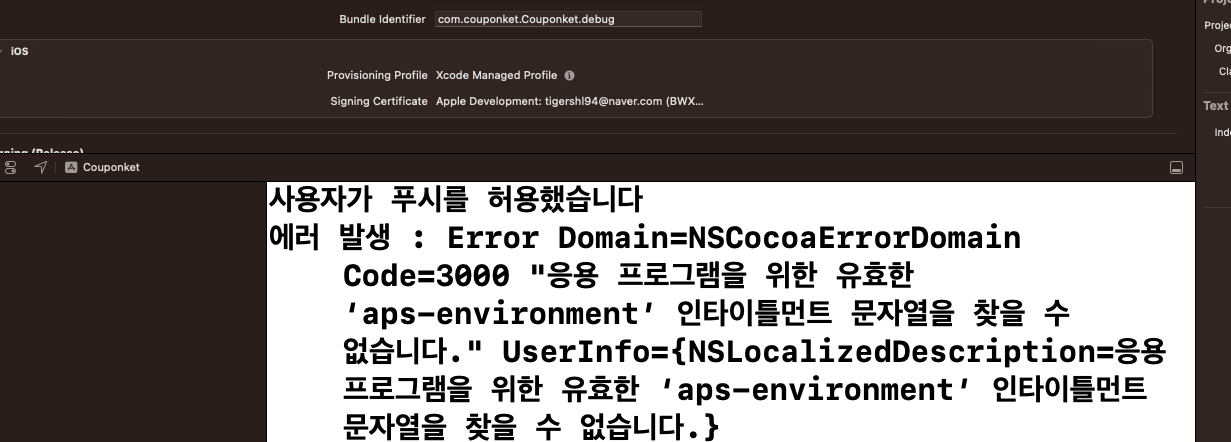 Bundle Identifier com.couponket.Couponket.debug
iOS
Provisioning Profile Xcode Managed Profile
Signing Certificate Apple Development: tigershl94@naver.com (BWX...
Couponket
사용자가 푸시를 허용했습니다
에러 발생 : Error Domain=NSCocoaErrorDomain
Code=3000 "응용 프로그램을 위한 유효한
‘aps-environment’ 인타이틀먼트 문자열을 찾을 수
없습니다." UserInfo={NSLocalizedDescription=응용
프로그램을 위한 유효한 ‘aps-environment’ 인타이틀먼트
문자열을 찾을 수 없습니다.}
Text